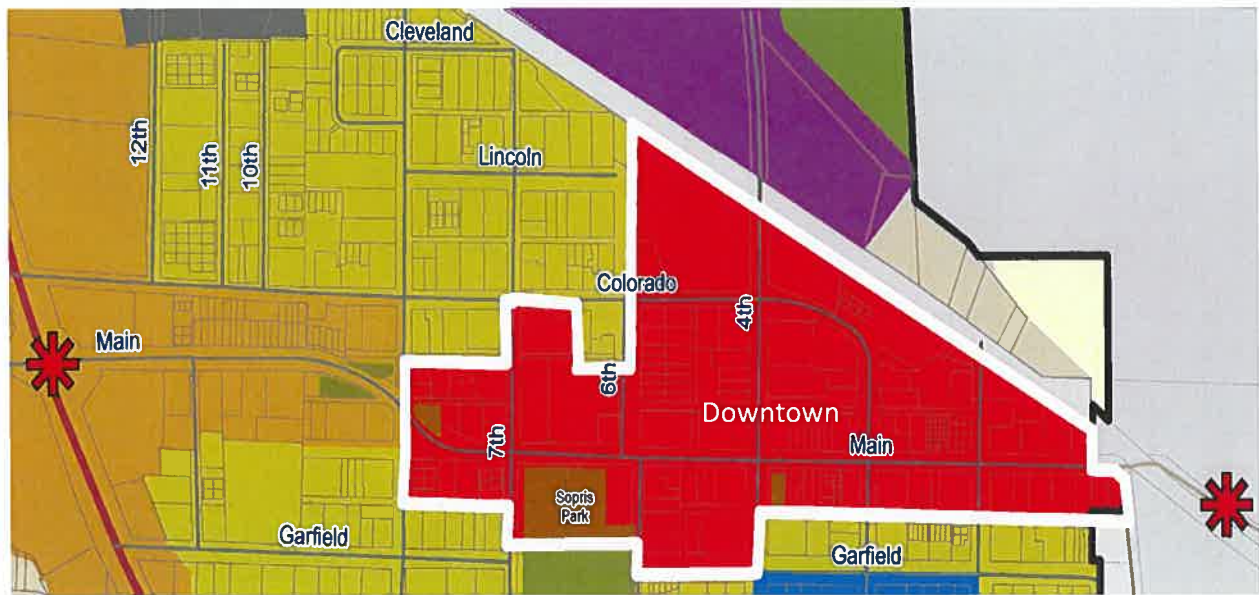 Cleveland
12th
11th
10th
Lincoln
Colorado
4th
Main
6th
Downtown
7th
Main
Sopris
Park
Garfield
Garfield